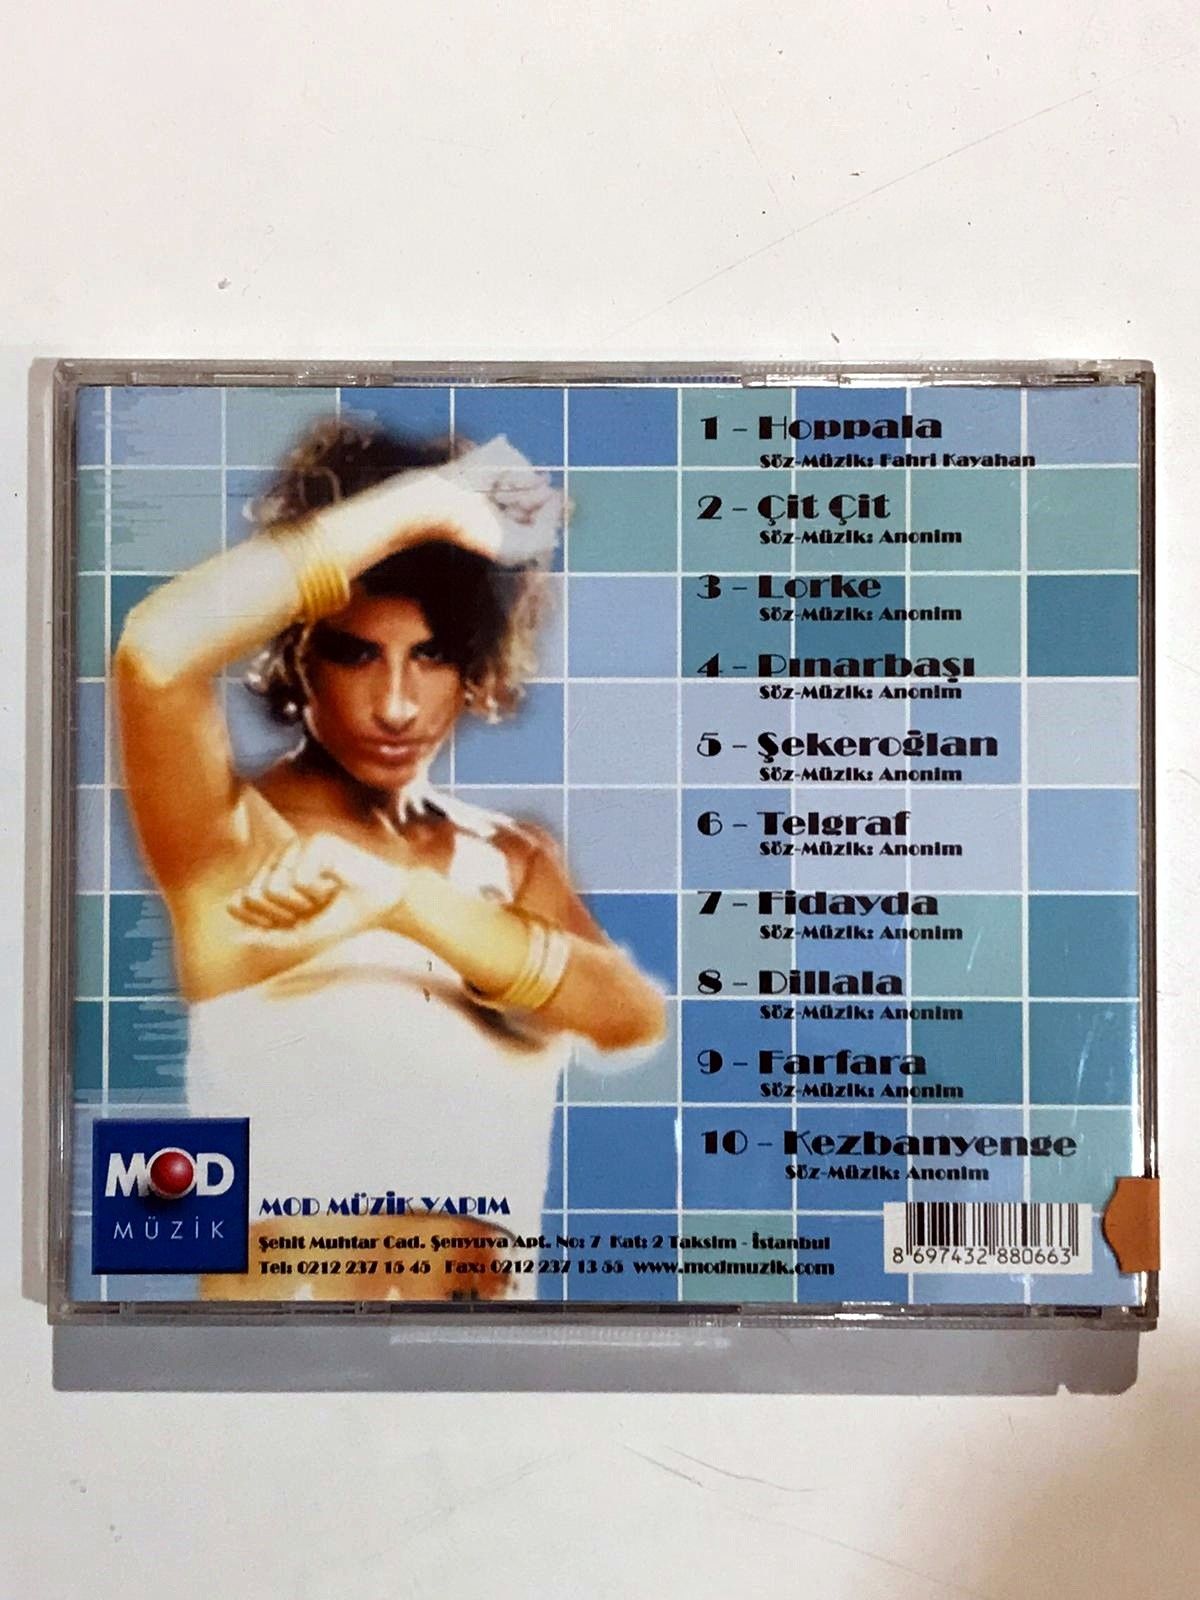 1 - Hoppala
Söz-Müzik: Fahri Kayahan
2 - Çit Çit
Söz-Müzik: Anonim
3 - Lorke
Söz-Müzik: Anonim
4 - Pınarbaşı
Söz-Müzik: Anonim
5 - Şekeroğlan
Söz-Müzik: Anonim
6 - Telgraf
Söz-Müzik: Anonim
7 - Fidayda
Söz-Müzik: Anonim
8 - Dillala
Söz-Müzik: Anonim
9 - Farfara
Söz-Müzik: Anonim
10 - Kezbanyenge
Söz-Müzik: Anonim
MOD
MÜZİK
MOD MÜZİK YAPIM
Şehit Muhtar Cad. Şenyuva Apt. No: 7 Kat: 2 Taksim - İstanbul
Tel: 0212 237 15 45 Fax: 0212 237 13 55 www.modmuzik.com
8 697432 880663